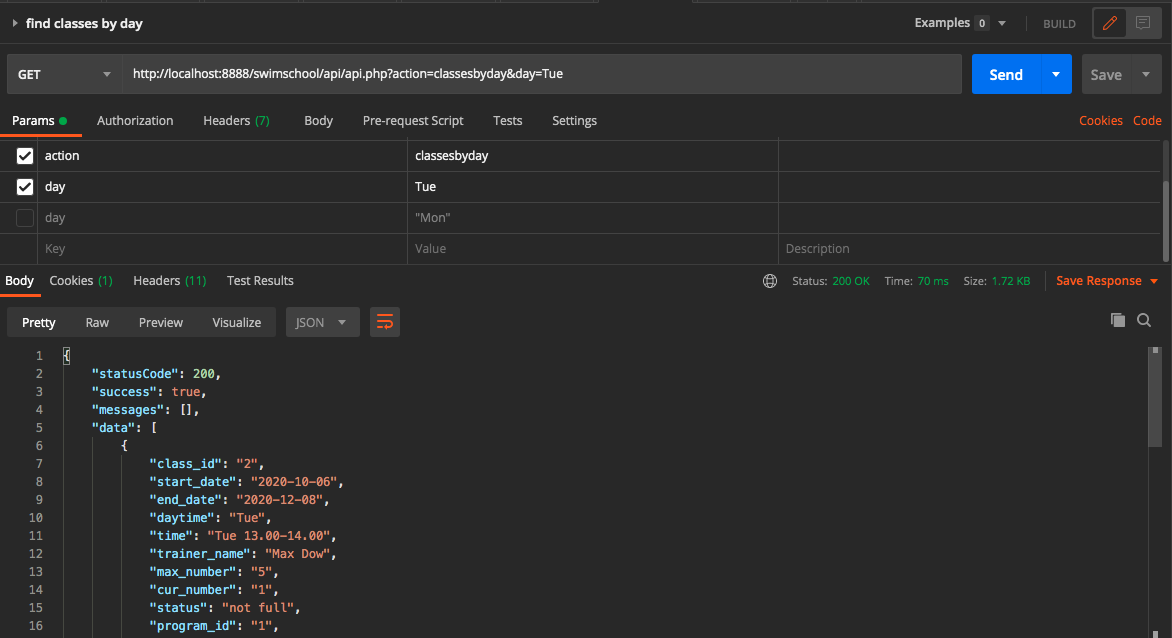 find classes by day
Examples 0
BUILD
GET
http://localhost:8888/swimschool/api/api.php?action=classesbyday&day=Tue
Send
Save
Params
Authorization
Headers (7)
Body
Pre-request Script
Tests
Settings
Cookies
Code
action
classesbyday
day
Tue
day
"Mon"
Key
Value
Description
Body
Cookies (1)
Headers (11)
Test Results
Status: 200 OK
Time: 70 ms
Size: 1.72 KB
Save Response
Pretty
Raw
Preview
Visualize
JSON
1 {
2 "statusCode": 200,
3 "success": true,
4 "messages": [],
5 "data": [
6 {
7 "class_id": "2",
8 "start_date": "2020-10-06",
9 "end_date": "2020-12-08",
10 "daytime": "Tue",
11 "time": "Tue 13.00-14.00",
12 "trainer_name": "Max Dow",
13 "max_number": "5",
14 "cur_number": "1",
15 "status": "not full",
16 "program_id": "1",